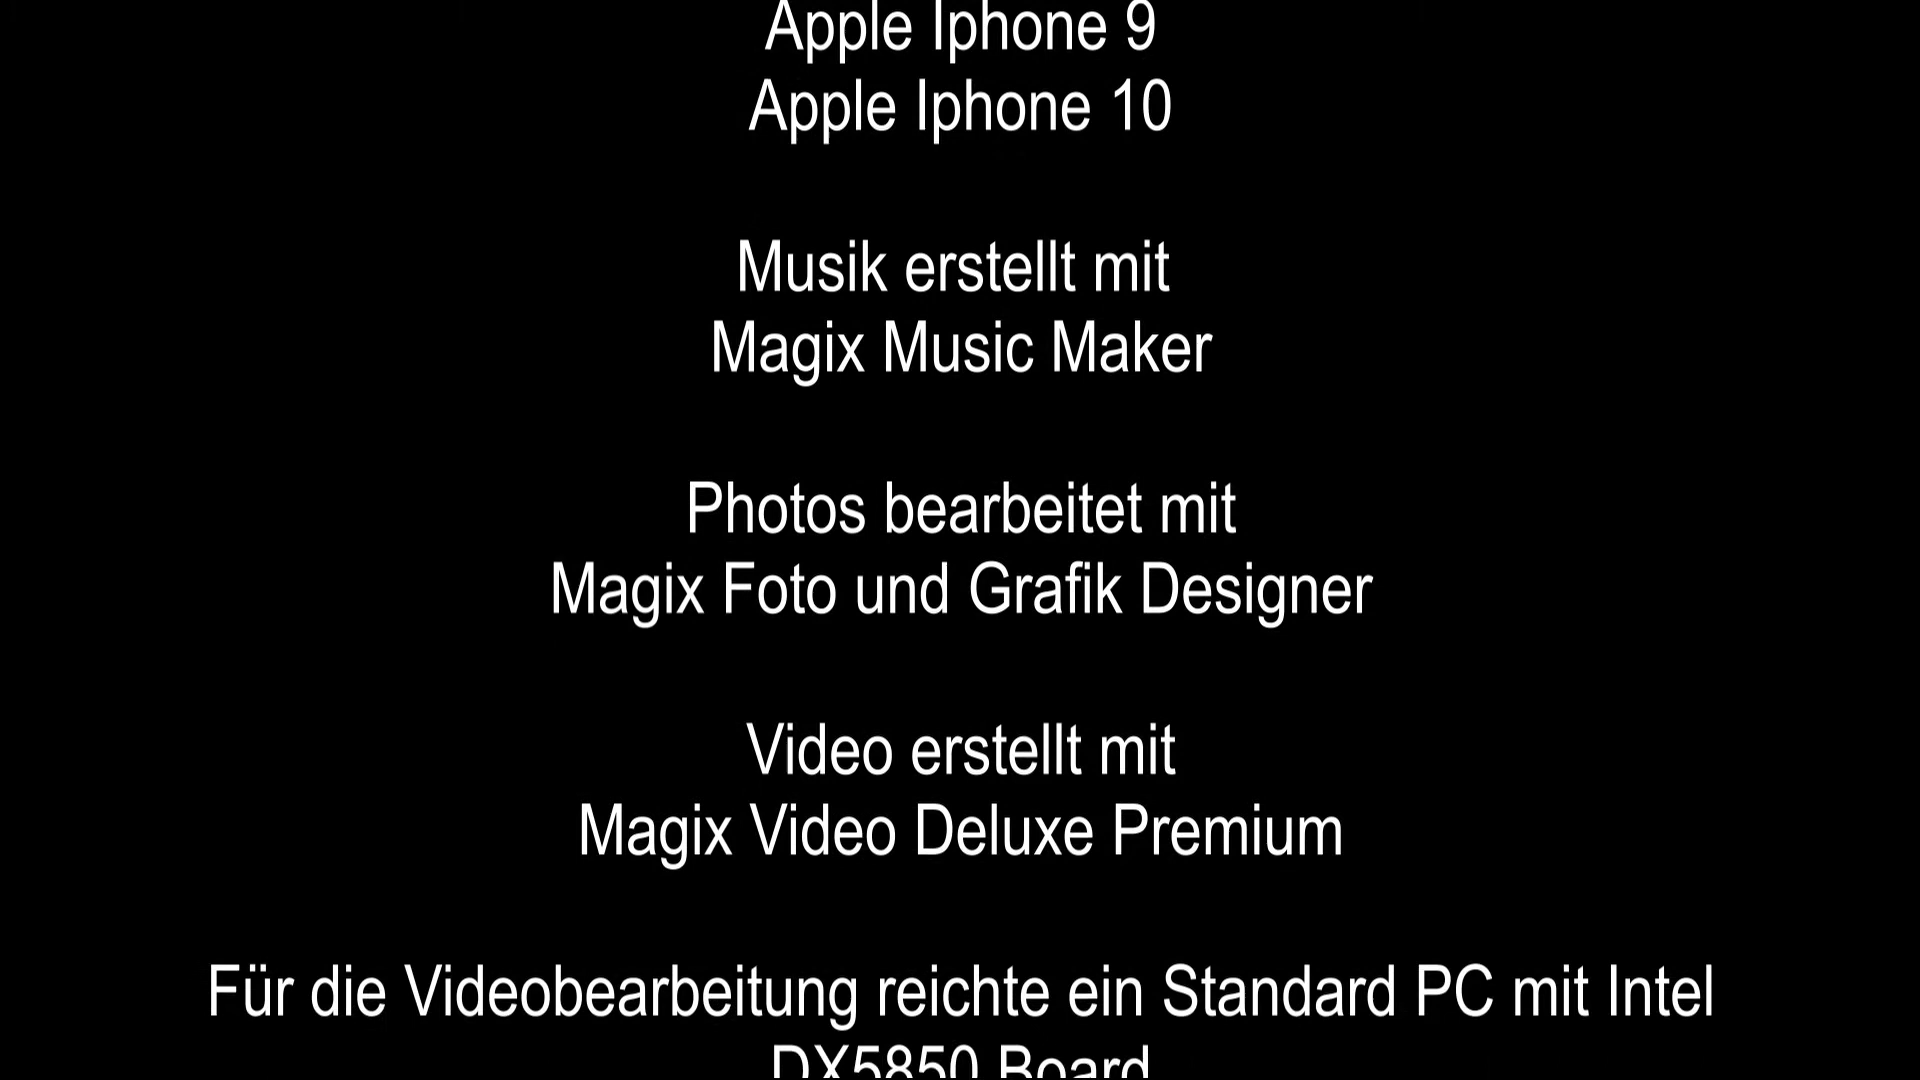 Apple Iphone 9
Apple Iphone 10
Musik erstellt mit
Magix Music Maker
Photos bearbeitet mit
Magix Foto und Grafik Designer
Video erstellt mit
Magix Video Deluxe Premium
Für die Videobearbeitung reichte ein Standard PC mit Intel
DX5850 Board